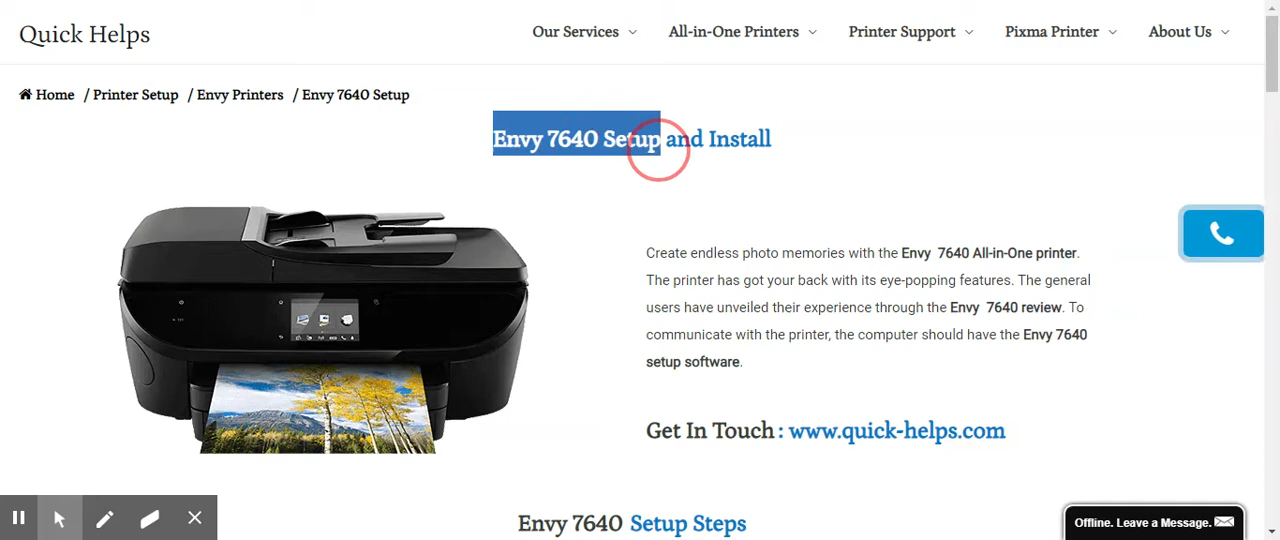 Quick Helps
Our Services
All-in-One Printers
Printer Support
Pixma Printer
About Us
Home / Printer Setup / Envy Printers / Envy 7640 Setup
Envy 7640 Setup and Install
Create endless photo memories with the Envy 7640 All-in-One printer.
The printer has got your back with its eye-popping features. The general
users have unveiled their experience through the Envy 7640 review. To
communicate with the printer, the computer should have the Envy 7640
setup software.
Get In Touch : www.quick-helps.com
Envy 7640 Setup Steps
Offline. Leave a Message.